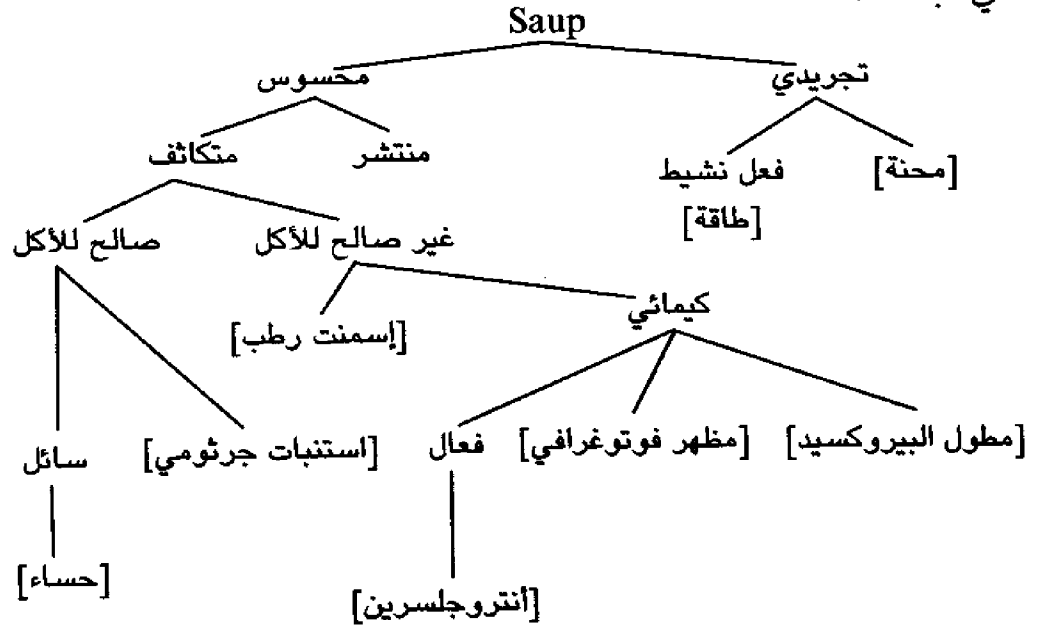 Saup
تجريدي محسوس
[محنة] فعل نشيط منتشر متكاثف
[طاقة]
غير صالح للأكل صالح للأكل
كيمائي
[إسمنت رطب]
[مطول البيروكسيد] [مظهر فوتوغرافي] فعال [استنبات جرثومي] سائل
[حساء]
[أنتروجلسرين]